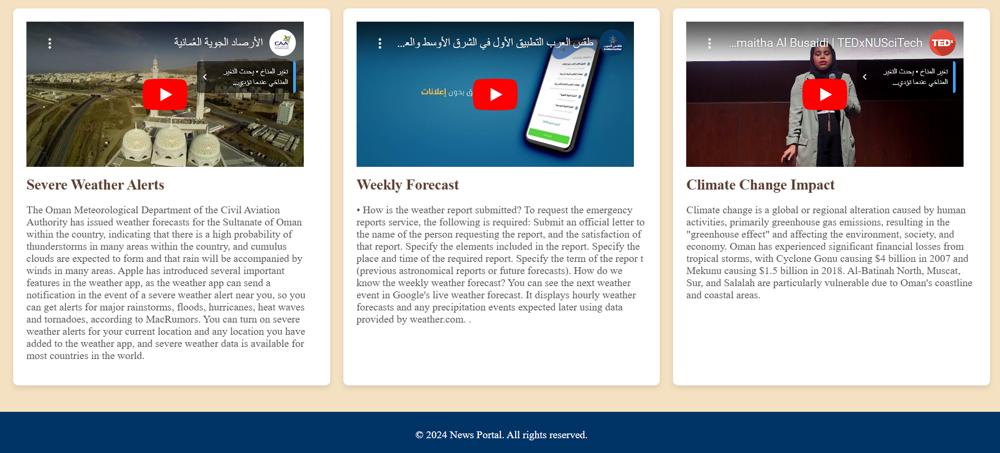 الأرصاد الجوية العُمانية
CAA
تغير المناخ • يحدث التغير
المناخي عندما تؤدي...
Severe Weather Alerts
The Oman Meteorological Department of the Civil Aviation
Authority has issued weather forecasts for the Sultanate of Oman
within the country, indicating that there is a high probability of
thunderstorms in many areas within the country, and cumulus
clouds are expected to form and that rain will be accompanied by
winds in many areas. Apple has introduced several important
features in the weather app, as the weather app can send a
notification in the event of a severe weather alert near you, so you
can get alerts for major rainstorms, floods, hurricanes, heat waves
and tornadoes, according to MacRumors. You can turn on severe
weather alerts for your current location and any location you have
added to the weather app, and severe weather data is available for
most countries in the world.
طقس العرب التطبيق الأول في الشرق الأوسط والعـ...
طقس العرب
ArabiaWeather
ق بدون إعلانات
Weekly Forecast
• How is the weather report submitted? To request the emergency
reports service, the following is required: Submit an official letter to
the name of the person requesting the report, and the satisfaction of
that report. Specify the elements included in the report. Specify the
place and time of the required report. Specify the term of the repor t
(previous astronomical reports or future forecasts). How do we
know the weekly weather forecast? You can see the next weather
event in Google's live weather forecast. It displays hourly weather
forecasts and any precipitation events expected later using data
provided by weather.com. .
...maitha Al Busaidi | TEDxNUSciTech
TEDx
تغير المناخ • يحدث التغير
المناخي عندما تؤدي...
Climate Change Impact
Climate change is a global or regional alteration caused by human
activities, primarily greenhouse gas emissions, resulting in the
"greenhouse effect" and affecting the environment, society, and
economy. Oman has experienced significant financial losses from
tropical storms, with Cyclone Gonu causing $4 billion in 2007 and
Mekunu causing $1.5 billion in 2018. Al-Batinah North, Muscat,
Sur, and Salalah are particularly vulnerable due to Oman's coastline
and coastal areas.
© 2024 News Portal. All rights reserved.